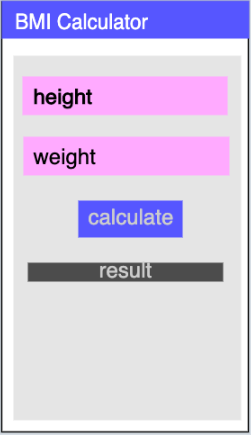 BMI Calculator
height
weight
calculate
result